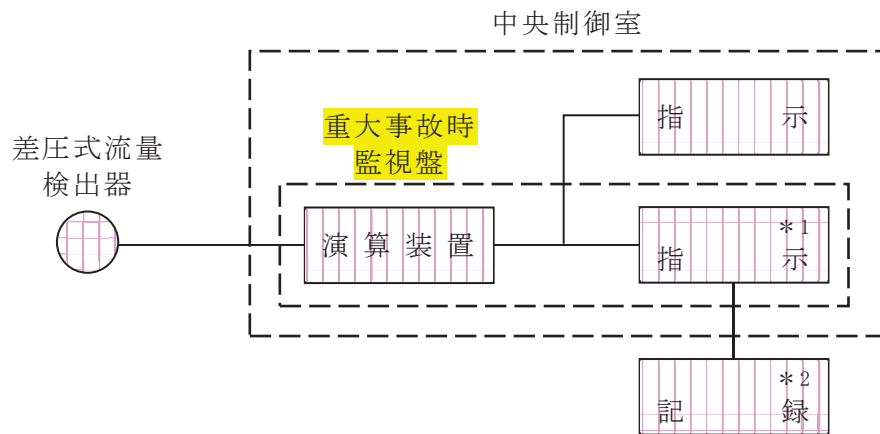 中央制御室
差圧式流量
検出器
重大事故時
監視盤
指示
演算装置
*1
指示
*2
記録